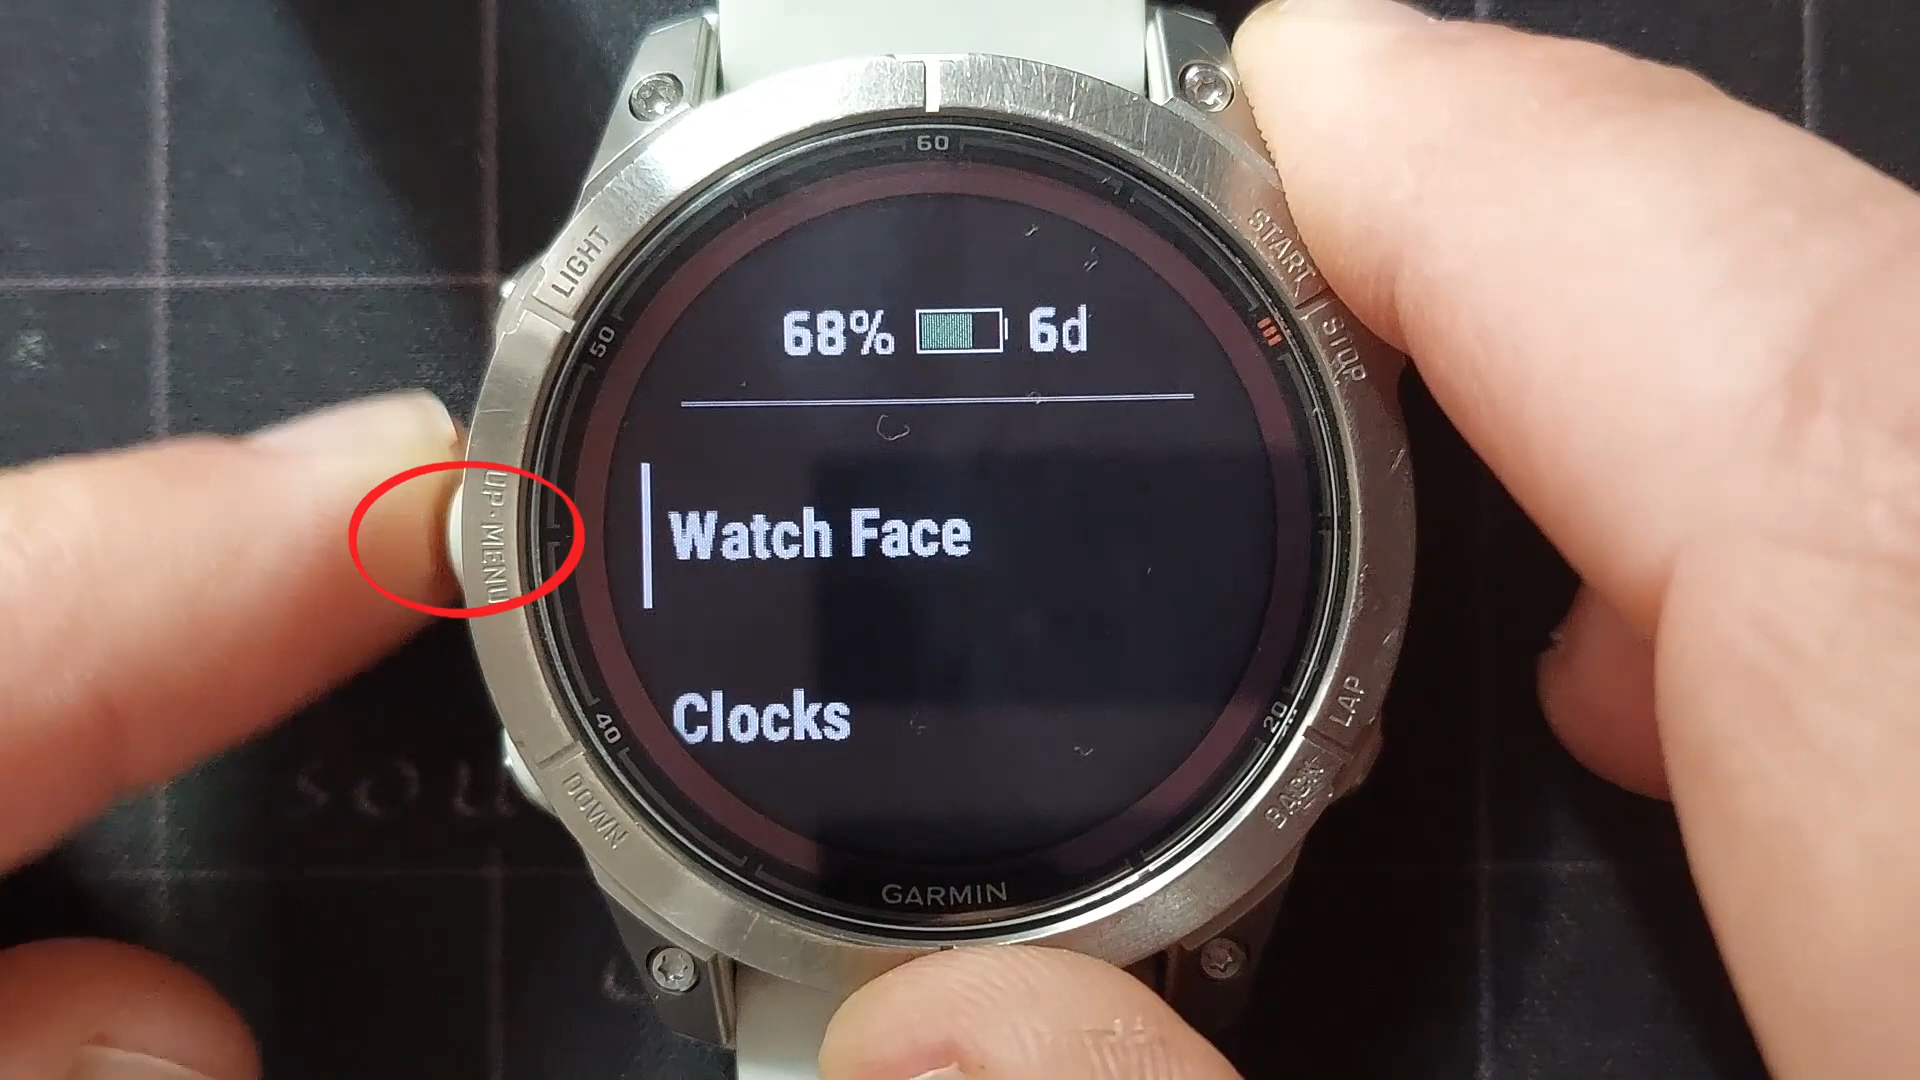 60
LIGHT
START
STOP
50
68% 6d
UP·MENU
Watch Face
Clocks
40
20
LAP
DOWN
BACK
GARMIN